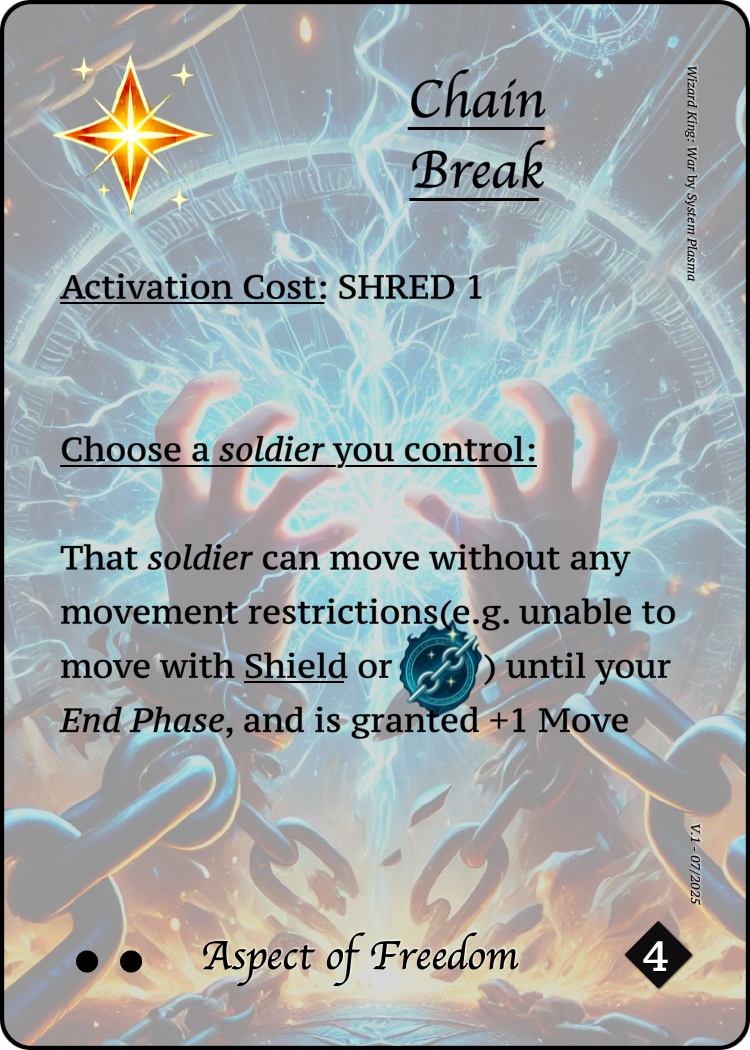 Chain
Break
Wizard King: War by System Plasma
Activation Cost: SHRED 1
Choose a soldier you control:
That soldier can move without any
movement restrictions(e.g. unable to
move with Shield or ) until your
End Phase, and is granted +1 Move
V.1 - 07/2025
Aspect of Freedom
4